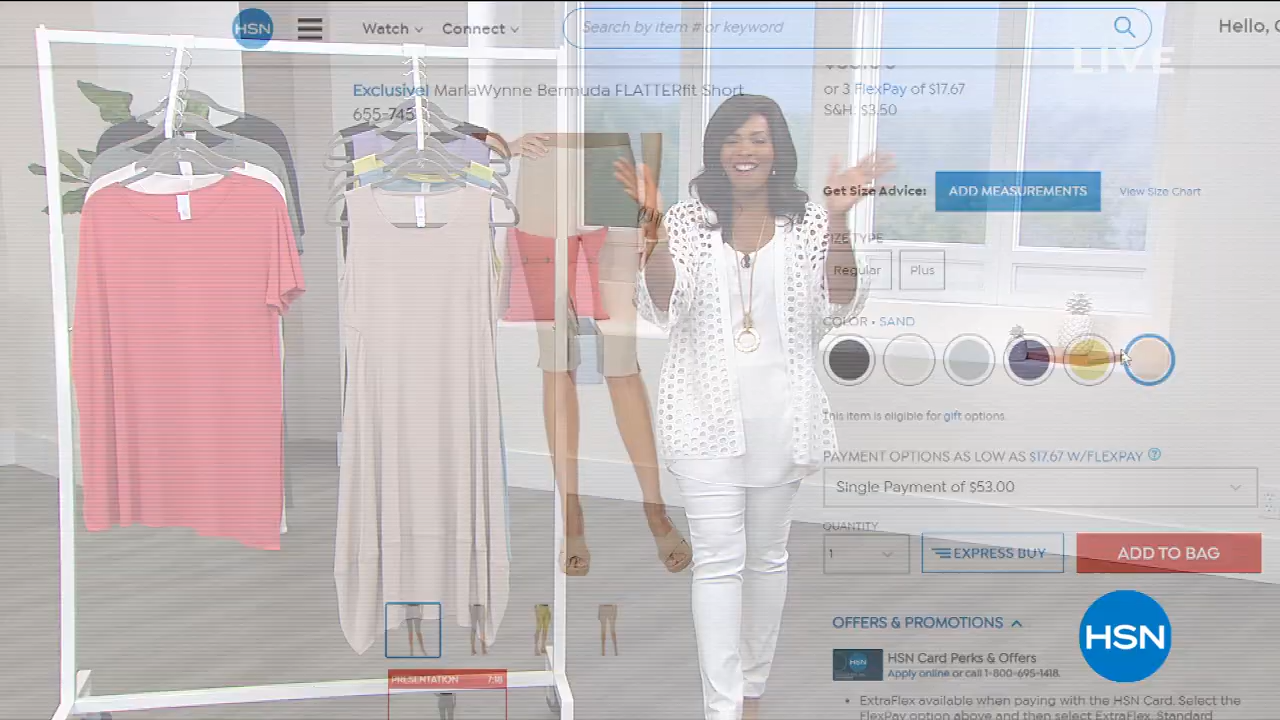 HSN
Watch
Connect
Search by item # or keyword
Hello,
LIVE
Exclusive! MarlaWynne Bermuda FLATTERfit Short
655-745
or 3 FlexPay of $17.67
S&H: $3.50
Get Size Advice:
ADD MEASUREMENTS
View Size Chart
SIZE TYPE
Regular
Plus
COLOR • SAND
This item is eligible for gift options.
PAYMENT OPTIONS AS LOW AS $17.67 W/FLEXPAY
Single Payment of $53.00
QUANTITY
1
EXPRESS BUY
ADD TO BAG
OFFERS & PROMOTIONS
HSN
HSN
HSN Card Perks & Offers
Apply online or call 1-800-695-1418.
PRESENTATION 7:18
• ExtraFlex available when paying with the HSN Card. Select the
FlexPay option above and then select ExtraFlex. Standard